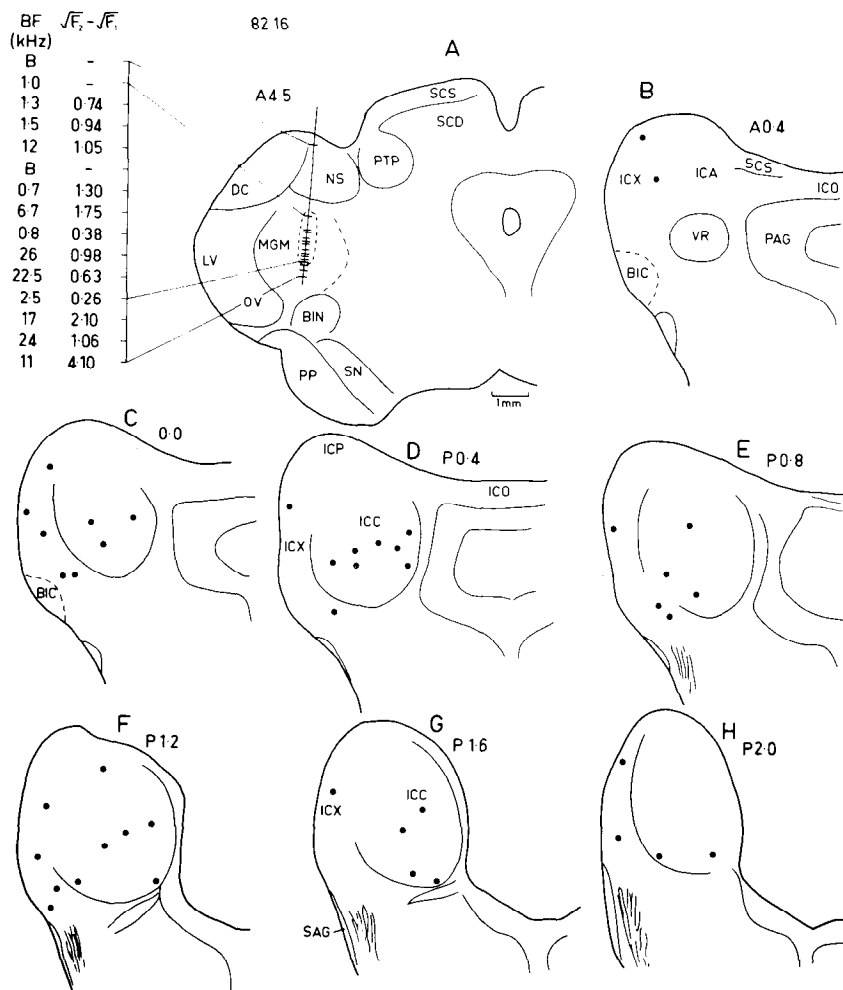 BF √F₂-√F₁
(kHz)
B -
1·0 -
1·3 0·74
1·5 0·94
12 1·05
B -
0·7 1·30
6·7 1·75
0·8 0·38
26 0·98
22·5 0·63
2·5 0·26
17 2·10
24 1·06
11 4·10
82 16
A
A4·5
SCS
SCD
PTP
DC
NS
MGM
LV
OV
BIN
PP
SN
1mm
B
A0·4
ICX
ICA
SCS
ICO
VR
PAG
BIC
C
0·0
BIC
D
P0·4
ICP
ICO
ICC
ICX
E
P0·8
F
P1·2
G
P1·6
ICX
ICC
SAG
H
P2·0